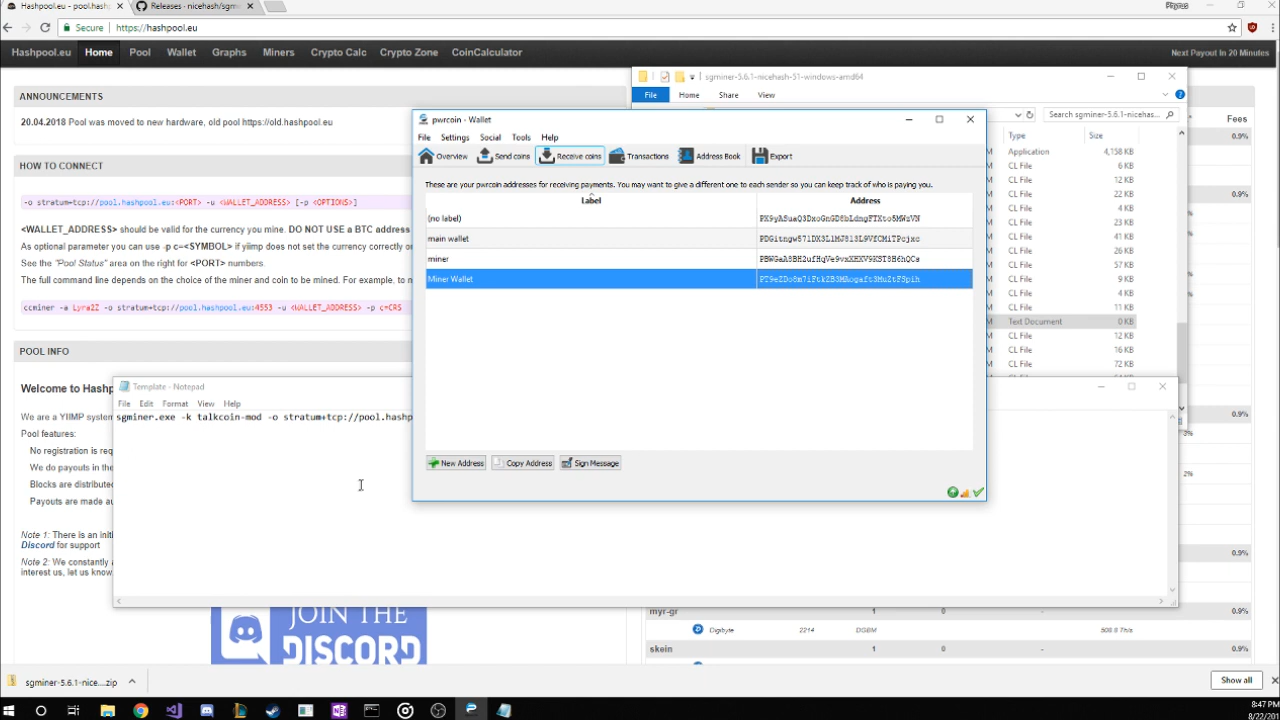 Hashpool.eu - pool.hash
Releases · nicehash/sgm
Secure
https://hashpool.eu
Hashpool.eu
Home
Pool
Wallet
Graphs
Miners
Crypto Calc
Crypto Zone
CoinCalculator
Next Payout In 20 Minutes
ANNOUNCEMENTS
20.04.2018 Pool was moved to new hardware, old pool https://old.hashpool.eu
HOW TO CONNECT
-o stratum+tcp://pool.hashpool.eu:<PORT> -u <WALLET_ADDRESS> [-p <OPTIONS>]
<WALLET_ADDRESS> should be valid for the currency you mine. DO NOT USE a BTC address
As optional parameter you can use -p c=<SYMBOL> if yiimp does not set the currency correctly or
See the "Pool Status" area on the right for <PORT> numbers.
The full command line depends on the choice of the miner and coin to be mined. For example, to
ccminer -a Lyra2Z -o stratum+tcp://pool.hashpool.eu:4553 -u <WALLET_ADDRESS> -p c=CRS
POOL INFO
Welcome to Hashp
We are a YIIMP system
Pool features:
No registration is req
We do payouts in the
Blocks are distribute
Payouts are made au
Note 1: There is an initi
Discord for support
Note 2: We constantly a
interest us, let us know.
JOIN THE
DISCORD
sgminer-5.6.1-nicehash-51-windows-amd64
File
Home
Share
View
Search sgminer-5.6.1-nicehas...
Type
Size
Application 4,158 KB
CL File 6 KB
CL File 12 KB
CL File 22 KB
CL File 4 KB
CL File 23 KB
CL File 41 KB
CL File 26 KB
CL File 57 KB
CL File 9 KB
CL File 4 KB
CL File 11 KB
Text Document 0 KB
CL File 12 KB
CL File 16 KB
CL File 72 KB
Fees
0.9%
0.9%
0.9%
3%
2%
0.9%
myr-gr 1 0 - 0.9%
Digibyte 2214 DGBM
skein 1 0 - 0.9%
pwrcoin - Wallet
File
Settings
Social
Tools
Help
Overview
Send coins
Receive coins
Transactions
Address Book
Export
These are your pwrcoin addresses for receiving payments. You may want to give a different one to each sender so you can keep track of who is paying you.
Label
Address
(no label)
main wallet
miner
Miner Wallet
New Address
Copy Address
Sign Message
Template - Notepad
File
Edit
Format
View
Help
sgminer.exe -k talkcoin-mod -o stratum+tcp://pool.hashp
sgminer-5.6.1-nice....zip
Show all
8:47 PM
8/22/201